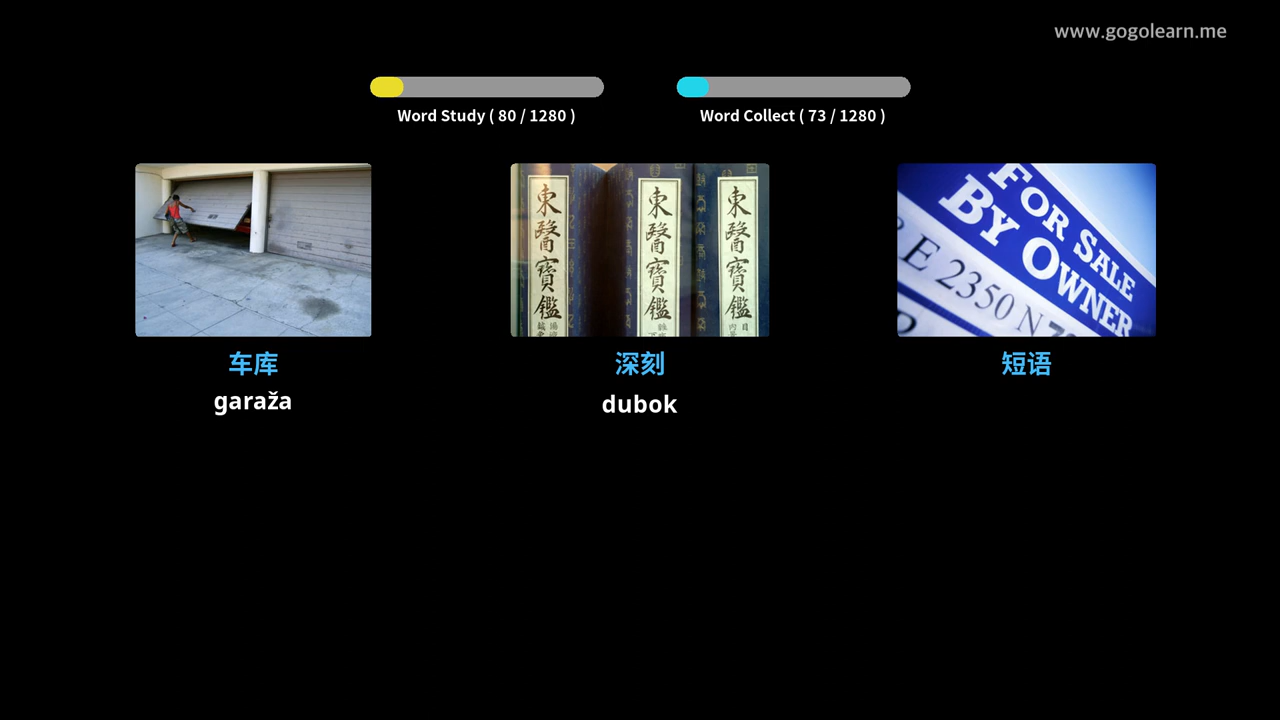 www.gogolearn.me
Word Study ( 80 / 1280 )
Word Collect ( 73 / 1280 )
東醫寶鑑
東醫寶鑑
東醫寶鑑
FOR SALE
BY OWNER
E 2350 N
车库
深刻
短语
garaža
dubok